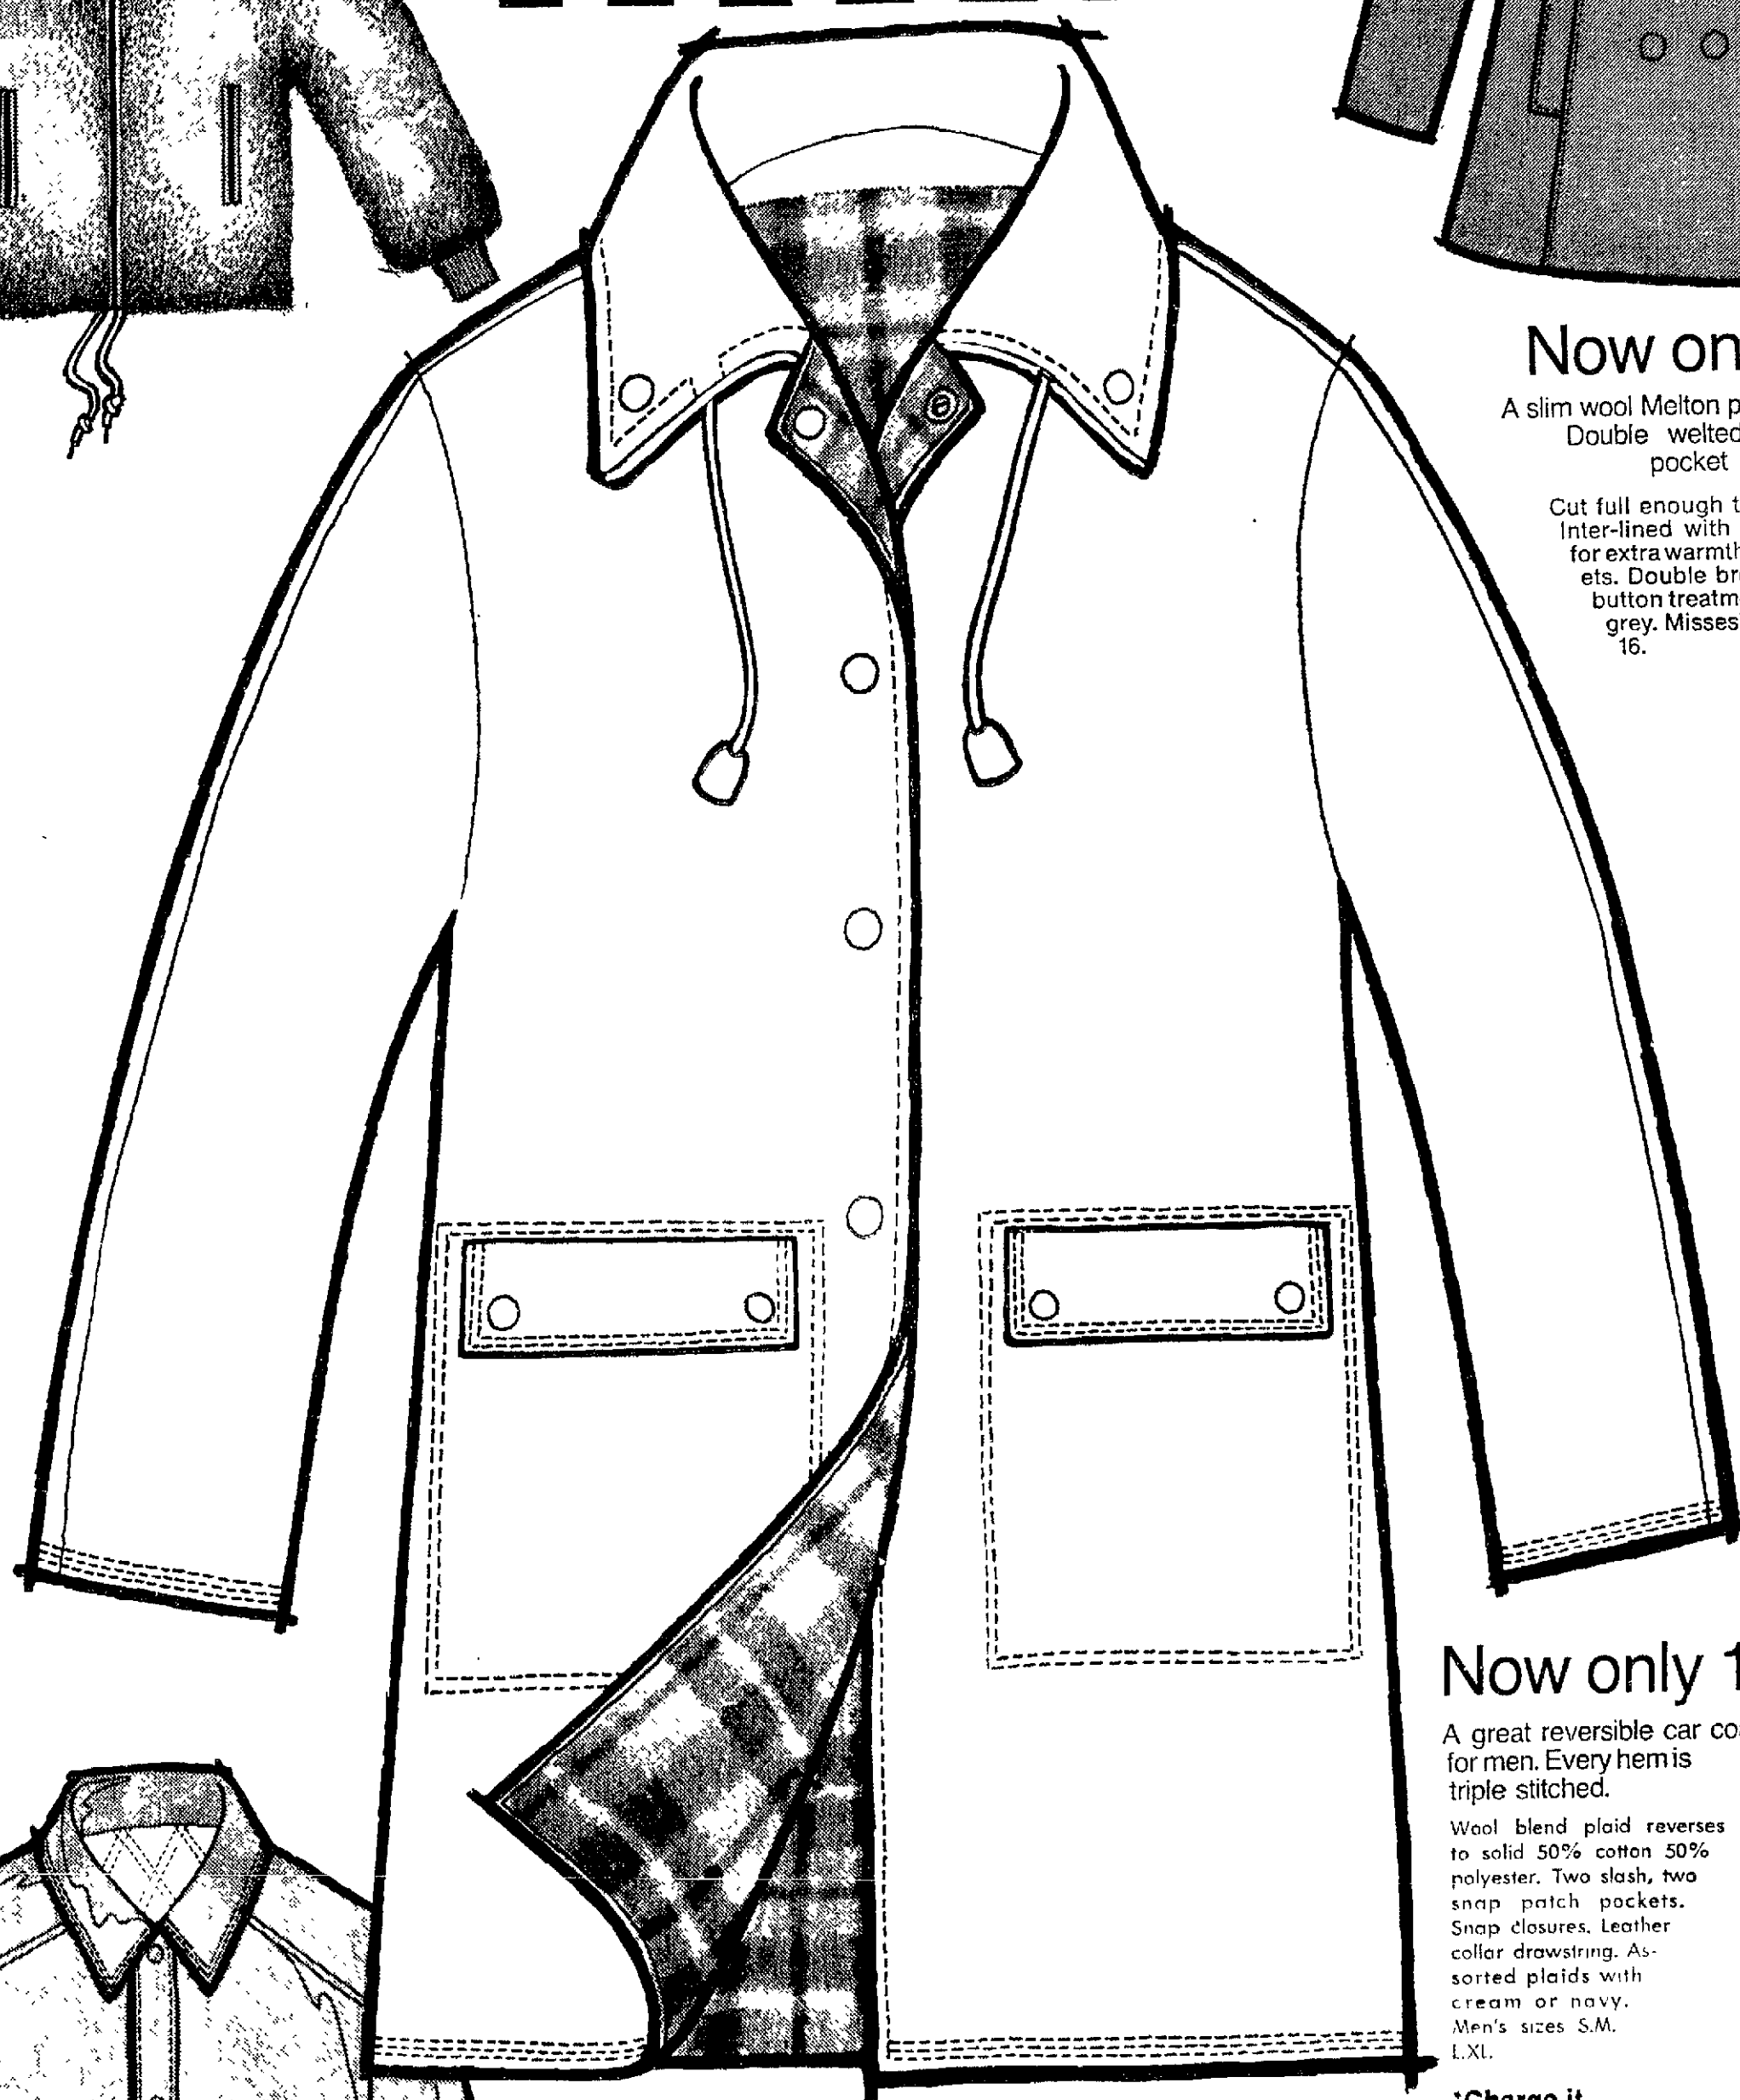 Now on
A slim wool Melton p
Double welted
pocket
Cut full enough t
Inter-lined with
for extra warmth
ets. Double bre
button treatm
grey. Misses'
16.
Now only 1
A great reversible car co
for men. Every hem is
triple stitched.
Wool blend plaid reverses
to solid 50% cotton 50%
polyester. Two slash, two
snap patch pockets.
Snap closures. Leather
collar drawstring. As-
sorted plaids with
cream or navy.
Men's sizes S.M.
L.XL.
*Charge it